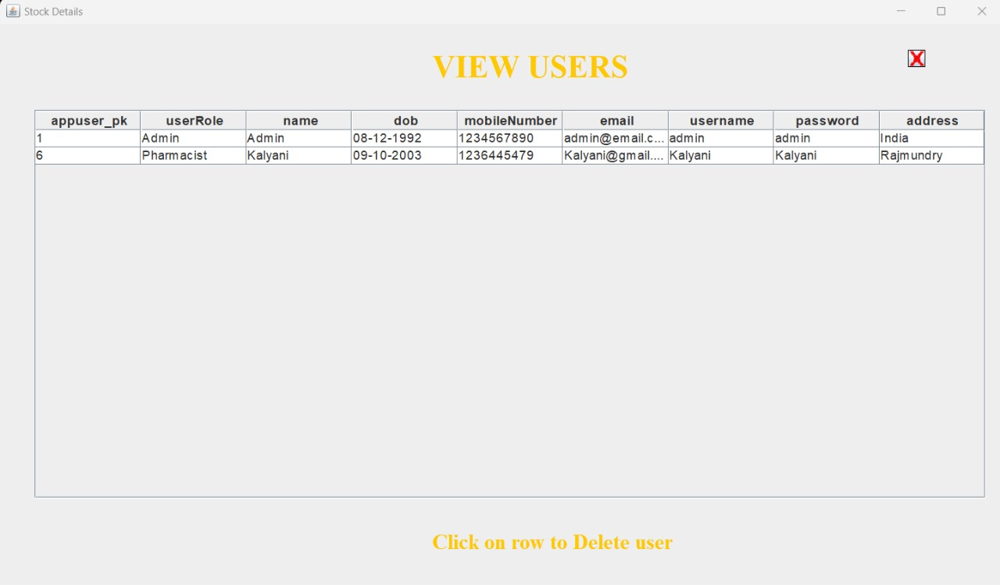 Stock Details
VIEW USERS
X
appuser_pk userRole name dob mobileNumber email username password address
1 Admin Admin 08-12-1992 1234567890 admin@email.c... admin admin India
6 Pharmacist Kalyani 09-10-2003 1236445479 Kalyani@gmail.... Kalyani Kalyani Rajmundry
Click on row to Delete user